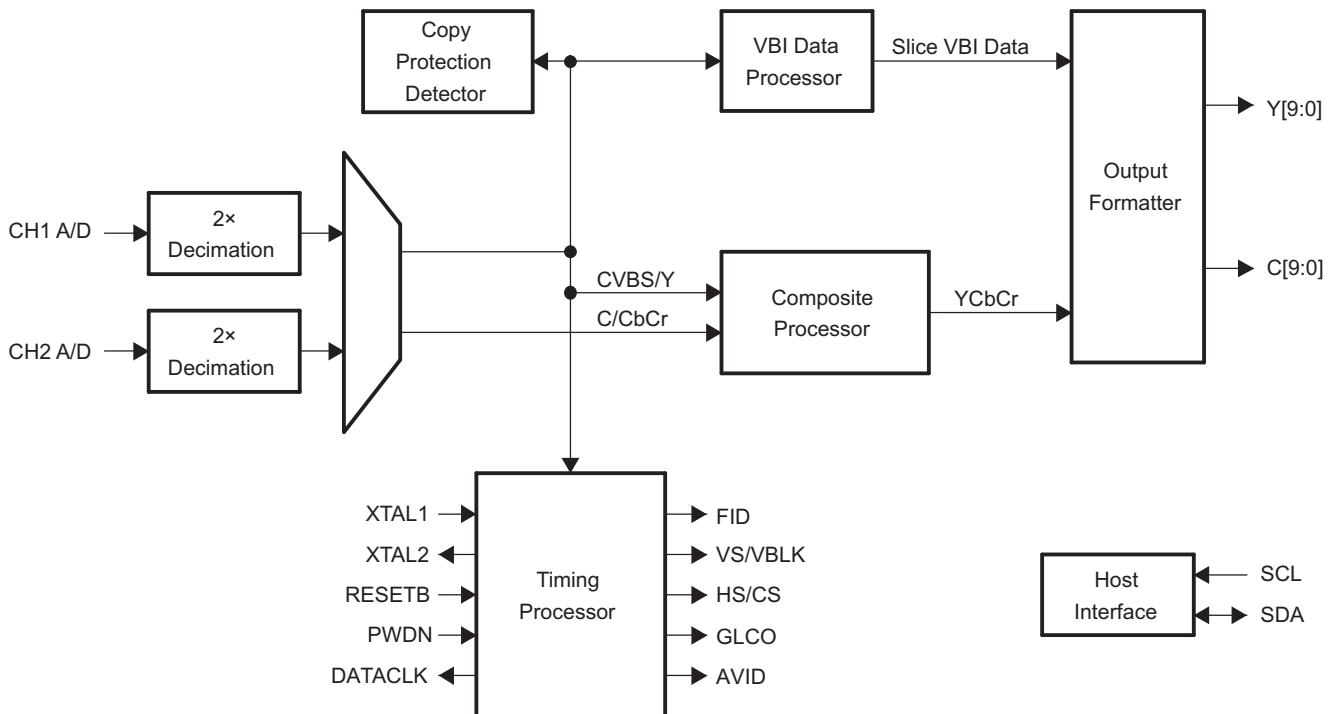 Copy
Protection
Detector
VBI Data
Processor
Slice VBI Data
Output
Formatter
Y[9:0]
C[9:0]
CH1 A/D
2×
Decimation
CH2 A/D
2×
Decimation
CVBS/Y
C/CbCr
Composite
Processor
YCbCr
XTAL1
XTAL2
RESETB
PWDN
DATACLK
Timing
Processor
FID
VS/VBLK
HS/CS
GLCO
AVID
Host
Interface
SCL
SDA